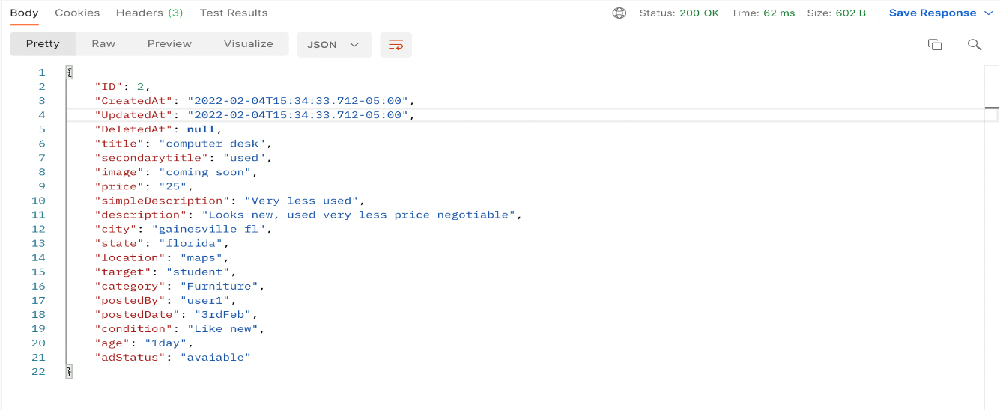 Body Cookies Headers (3) Test Results Status: 200 OK Time: 62 ms Size: 602 B Save Response
Pretty Raw Preview Visualize JSON
1 {
2 "ID": 2,
3 "CreatedAt": "2022-02-04T15:34:33.712-05:00",
4 "UpdatedAt": "2022-02-04T15:34:33.712-05:00",
5 "DeletedAt": null,
6 "title": "computer desk",
7 "secondarytitle": "used",
8 "image": "coming soon",
9 "price": "25",
10 "simpleDescription": "Very less used",
11 "description": "Looks new, used very less price negotiable",
12 "city": "gainesville fl",
13 "state": "florida",
14 "location": "maps",
15 "target": "student",
16 "category": "Furniture",
17 "postedBy": "user1",
18 "postedDate": "3rdFeb",
19 "condition": "Like new",
20 "age": "1day",
21 "adStatus": "avaiable"
22 }